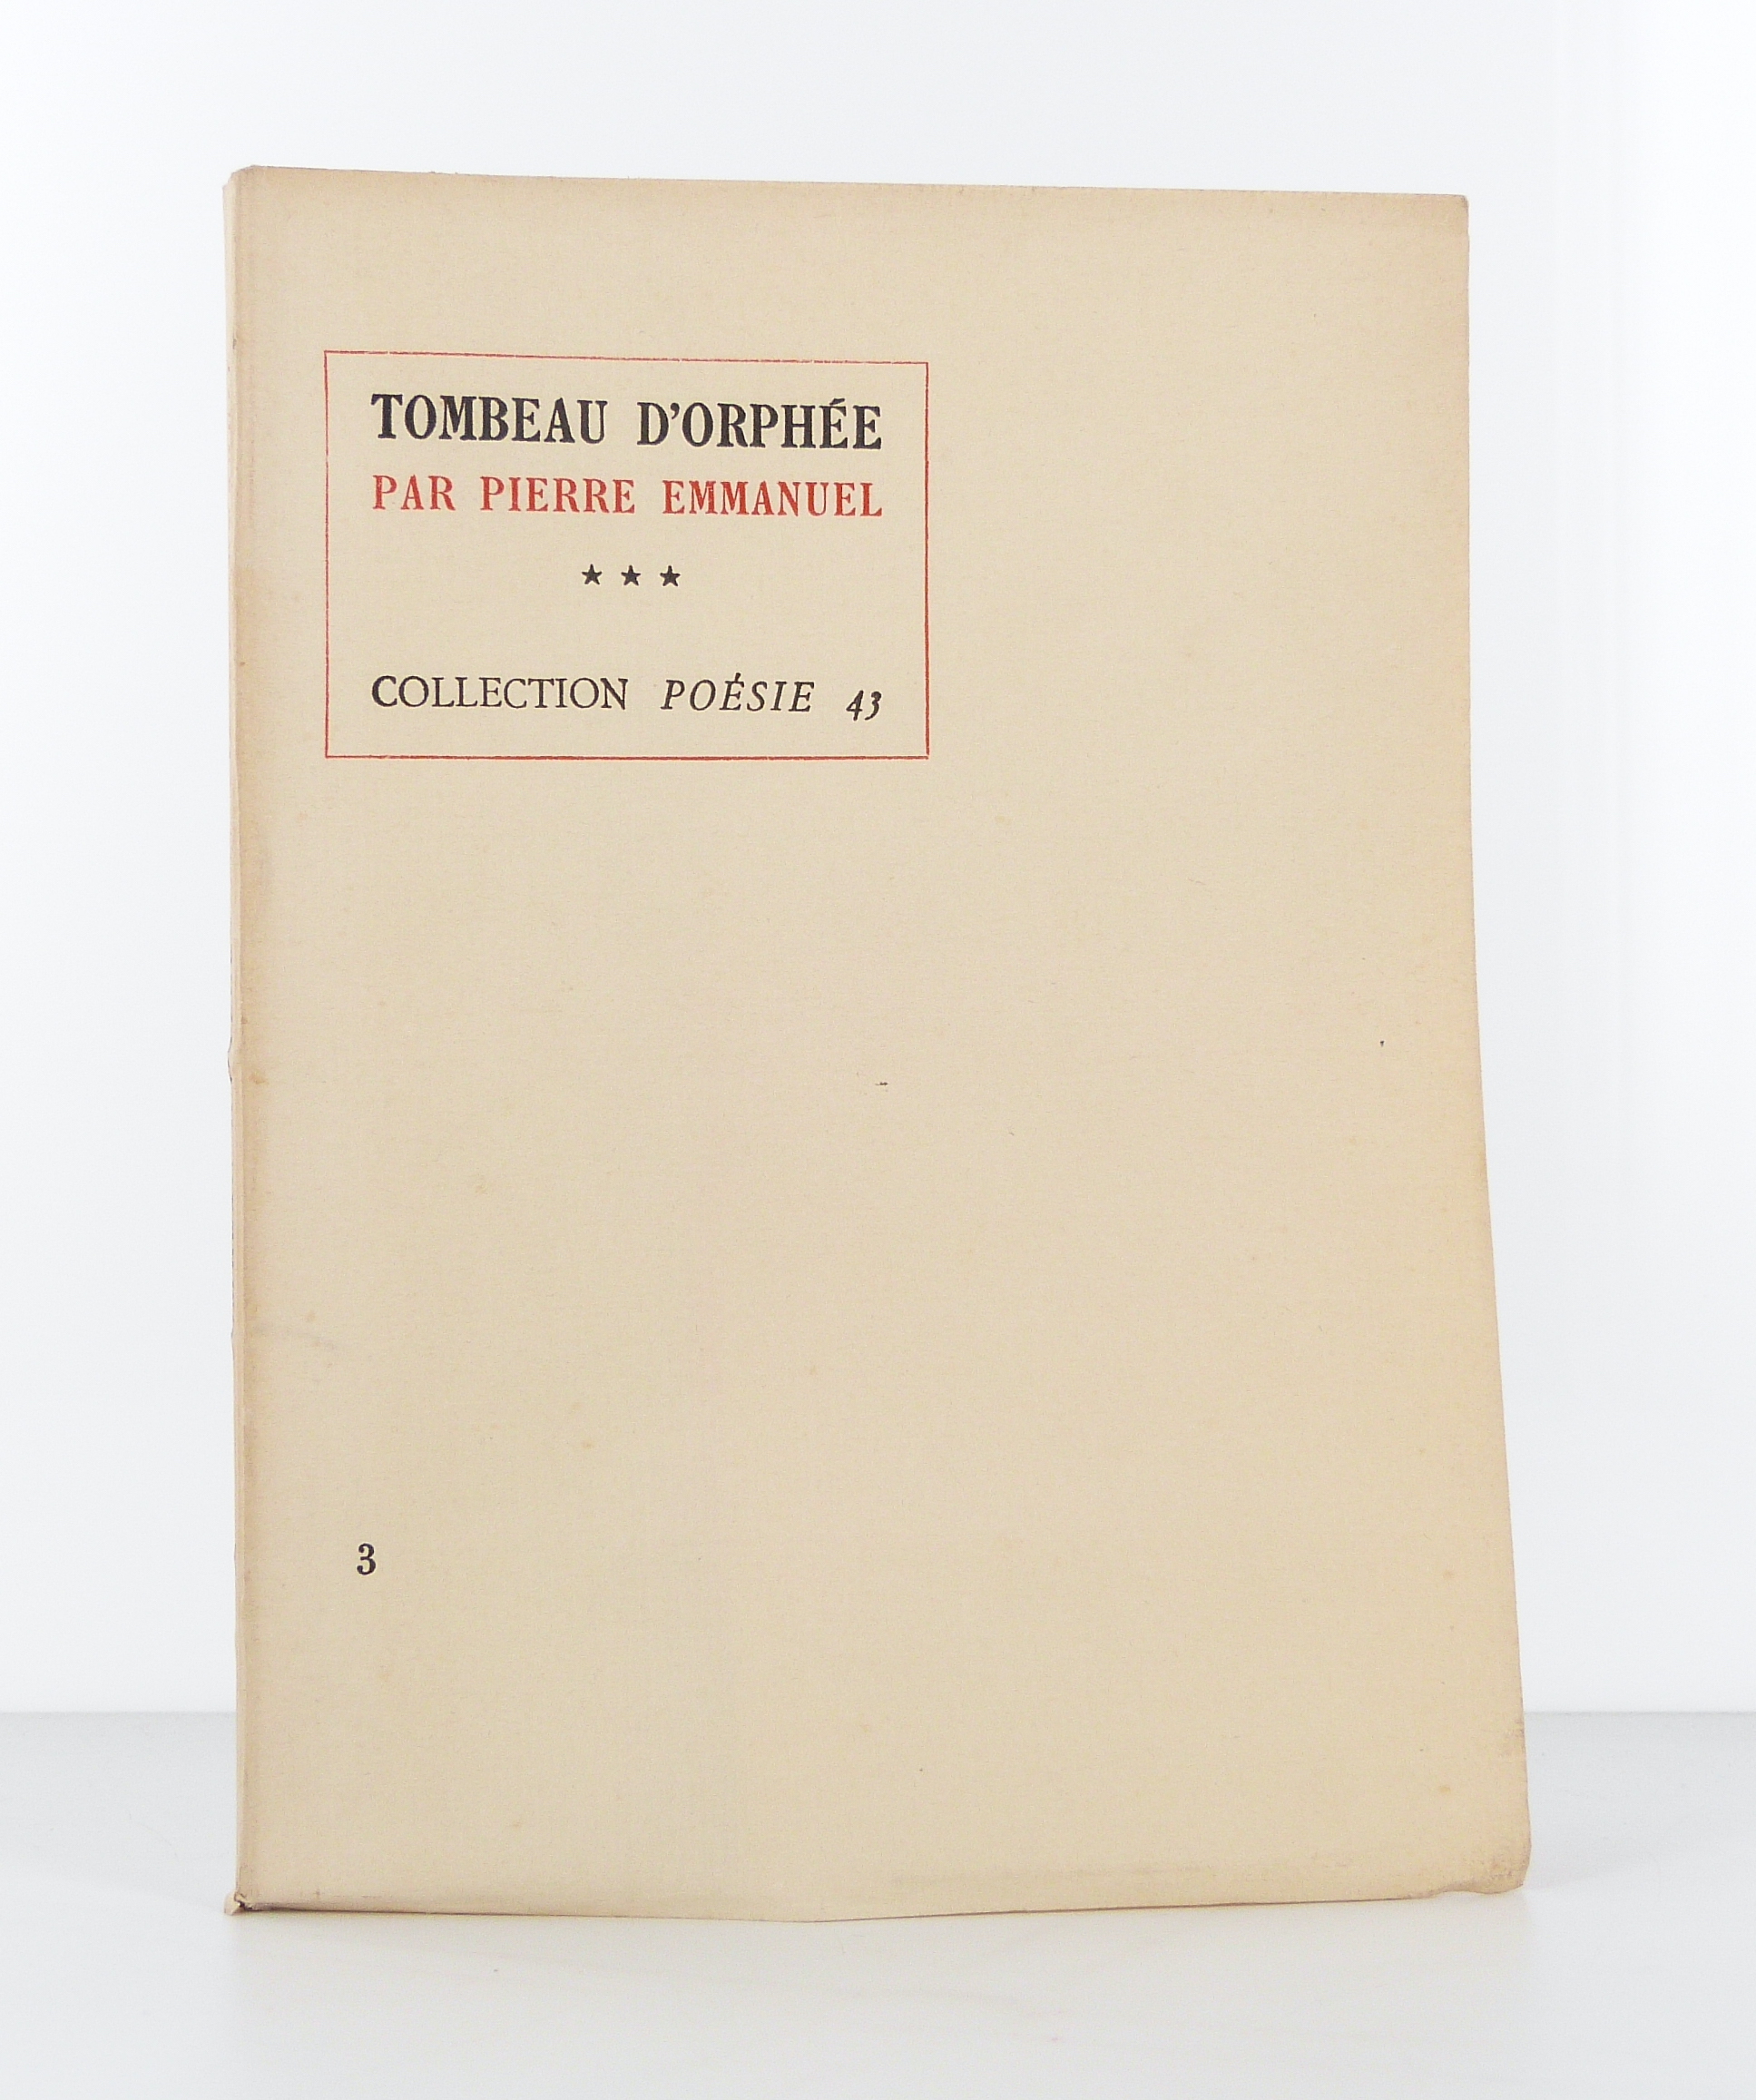 TOMBEAU D'ORPHÉE
PAR PIERRE EMMANUEL
★ ★ ★
COLLECTION POÉSIE 43
3